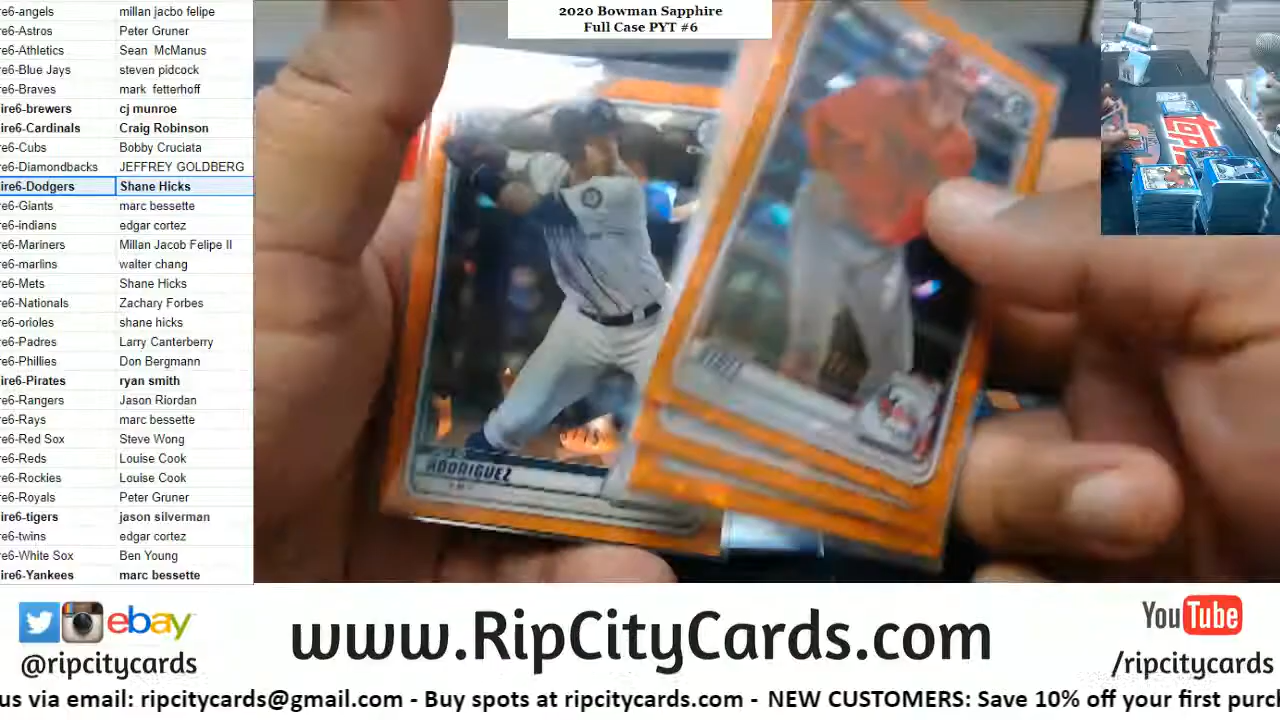 2020 Bowman Sapphire
Full Case PYT #6
re6-angels millan jacbo felipe
re6-Astros Peter Gruner
re6-Athletics Sean McManus
re6-Blue Jays steven pidcock
re6-Braves mark fetterhoff
ire6-brewers cj munroe
ire6-Cardinals Craig Robinson
re6-Cubs Bobby Cruciata
re6-Diamondbacks JEFFREY GOLDBERG
ire6-Dodgers Shane Hicks
re6-Giants marc bessette
re6-indians edgar cortez
re6-Mariners Millan Jacob Felipe II
re6-marlins walter chang
re6-Mets Shane Hicks
re6-Nationals Zachary Forbes
re6-orioles shane hicks
re6-Padres Larry Canterberry
re6-Phillies Don Bergmann
ire6-Pirates ryan smith
re6-Rangers Jason Riordan
re6-Rays marc bessette
re6-Red Sox Steve Wong
re6-Reds Louise Cook
re6-Rockies Louise Cook
re6-Royals Peter Gruner
ire6-tigers jason silverman
re6-twins edgar cortez
re6-White Sox Ben Young
ire6-Yankees marc bessette
RODRIGUEZ
TOPPS
ebay
@ripcitycards
www.RipCityCards.com
YouTube
/ripcitycards
us via email: ripcitycards@gmail.com - Buy spots at ripcitycards.com - NEW CUSTOMERS: Save 10% off your first purch